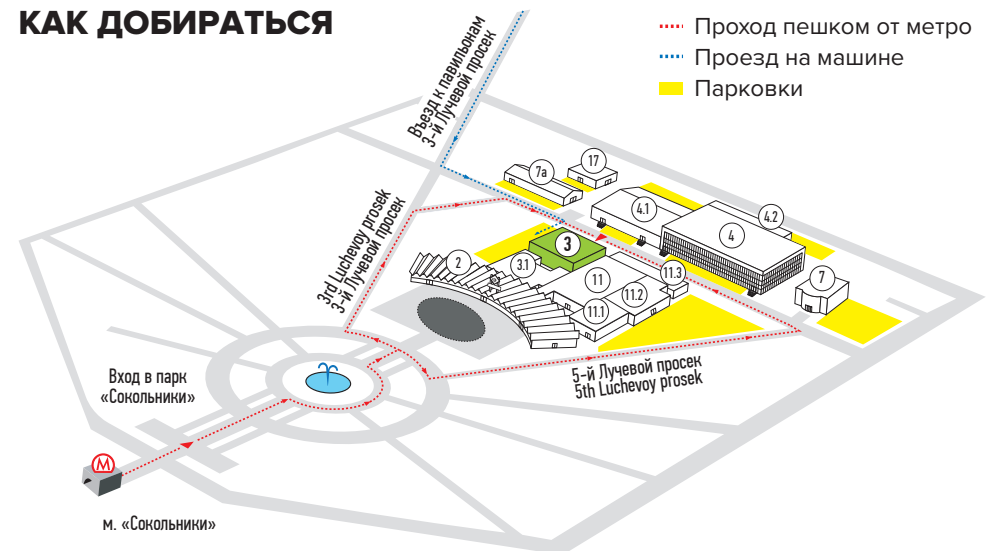 КАК ДОБИРАТЬСЯ
Проход пешком от метро
Проезд на машине
Парковки
Въезд к павильонам
3-й Лучевой просек
7а
17
4.1
4.2
4
3
3.1
2
11
11.3
11.2
11.1
7
3rd Luchevoy prosek
3-й Лучевой просек
5-й Лучевой просек
5th Luchevoy prosek
Вход в парк
«Сокольники»
М
м. «Сокольники»